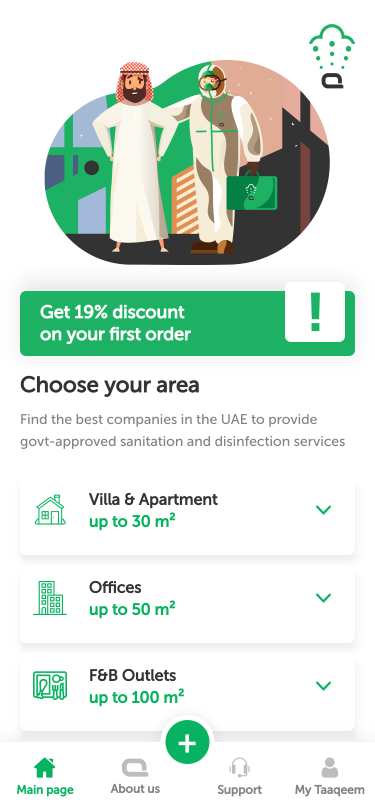 Get 19% discount
on your first order
!
Choose your area
Find the best companies in the UAE to provide
govt-approved sanitation and disinfection services
Villa & Apartment
up to 30 m²
Offices
up to 50 m²
F&B Outlets
up to 100 m²
+
Main page
About us
Support
My Taaqeem